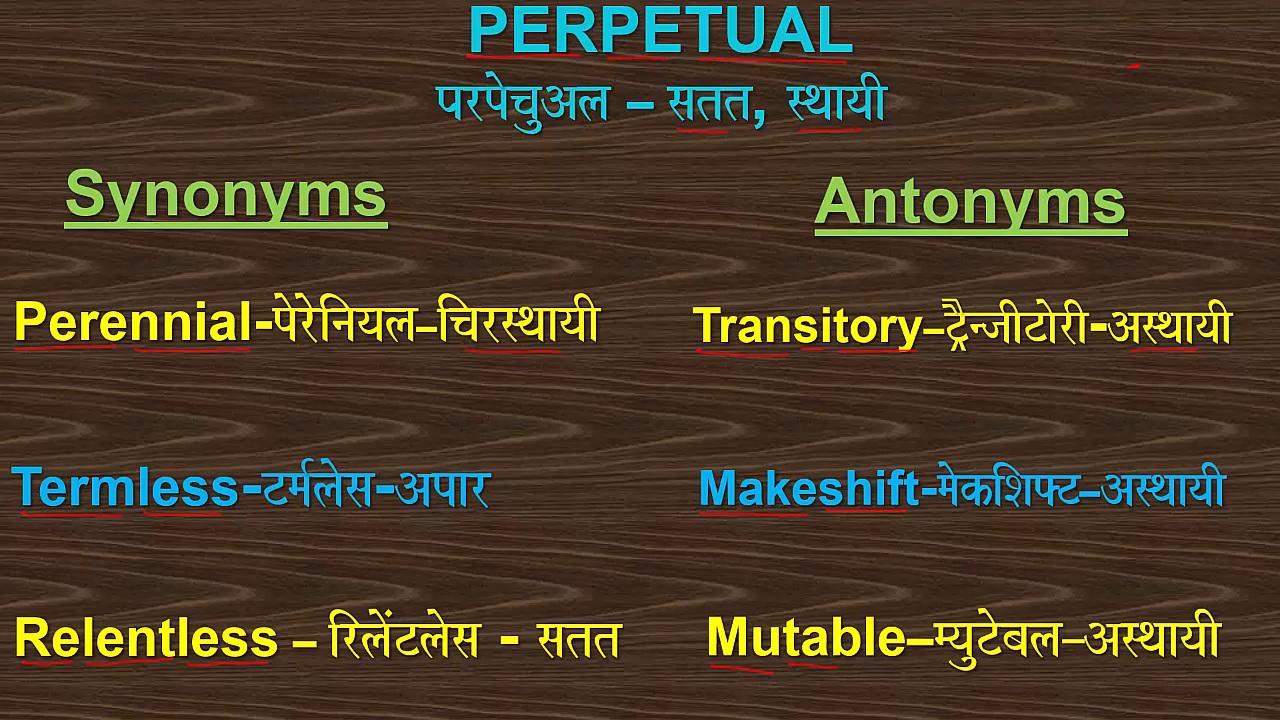 PERPETUAL
परपेचुअल – सतत, स्थायी
Synonyms
Antonyms
Perennial-पेरेनियल–चिरस्थायी
Transitory–ट्रैन्जीटोरी-अस्थायी
Termless-टर्मलेस-अपार
Makeshift-मेकशिफ्ट–अस्थायी
Relentless – रिलेंटलेस - सतत
Mutable–म्युटेबल–अस्थायी